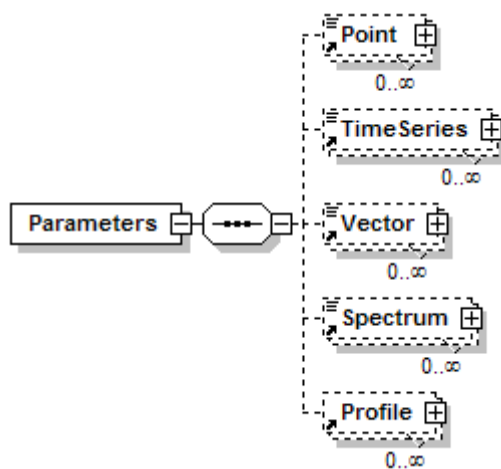 Point
0..∞
TimeSeries
0..∞
Parameters
Vector
0..∞
Spectrum
0..∞
Profile
0..∞